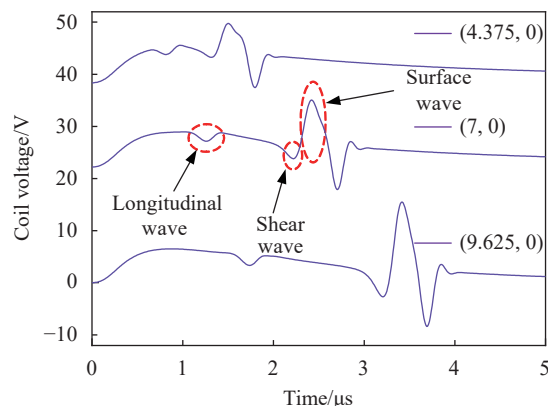 50
(4.375, 0)
40
Surface
wave
30
(7, 0)
20
Longitudinal
wave
Shear
wave
10
(9.625, 0)
0
−10
0
1
2
3
4
5
Coil voltage/V
Time/μs